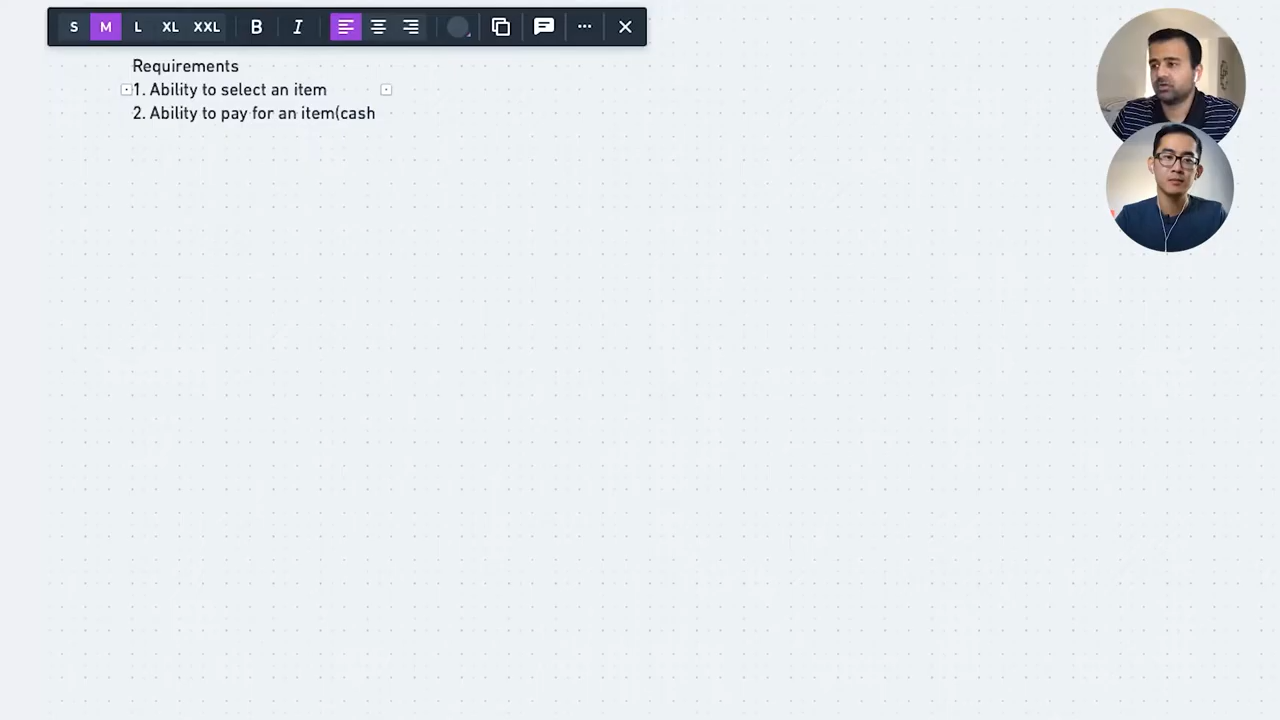 S M L XL XXL B I
Requirements
1. Ability to select an item
2. Ability to pay for an item(cash